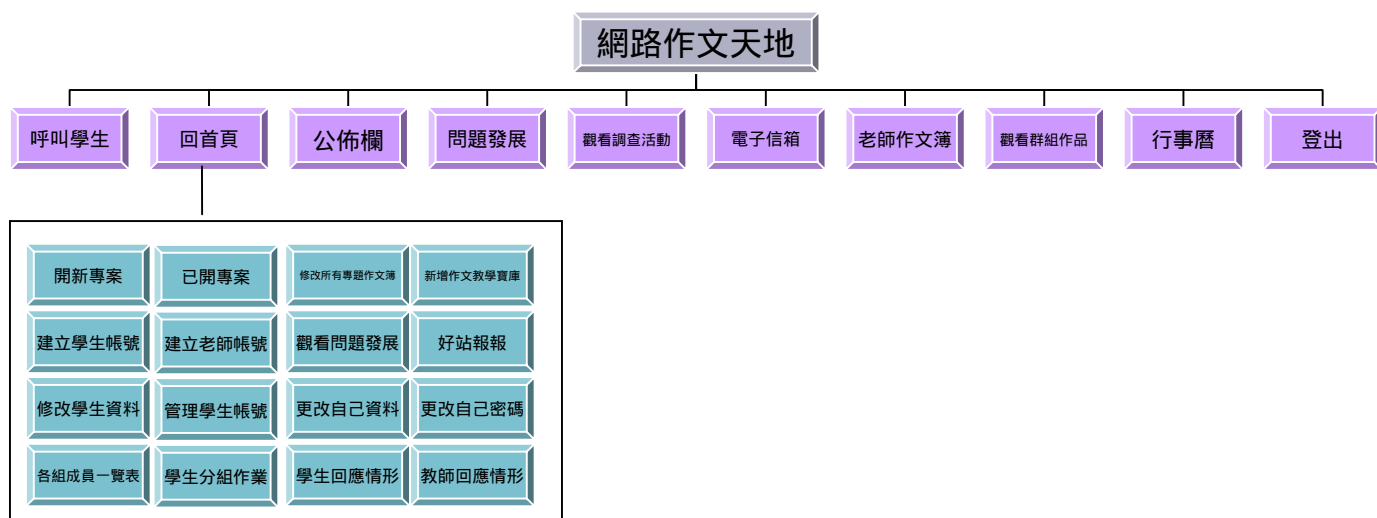 網路作文天地
呼叫學生
回首頁
公佈欄
問題發展
觀看調查活動
電子信箱
老師作文簿
觀看群組作品
行事曆
登出
開新專案
已開專案
修改所有專題作文薄
新增作文教學寶庫
建立學生帳號
建立老師帳號
觀看問題發展
好站報報
修改學生資料
管理學生帳號
更改自己資料
更改自己密碼
各組成員一覽表
學生分組作業
學生回應情形
教師回應情形